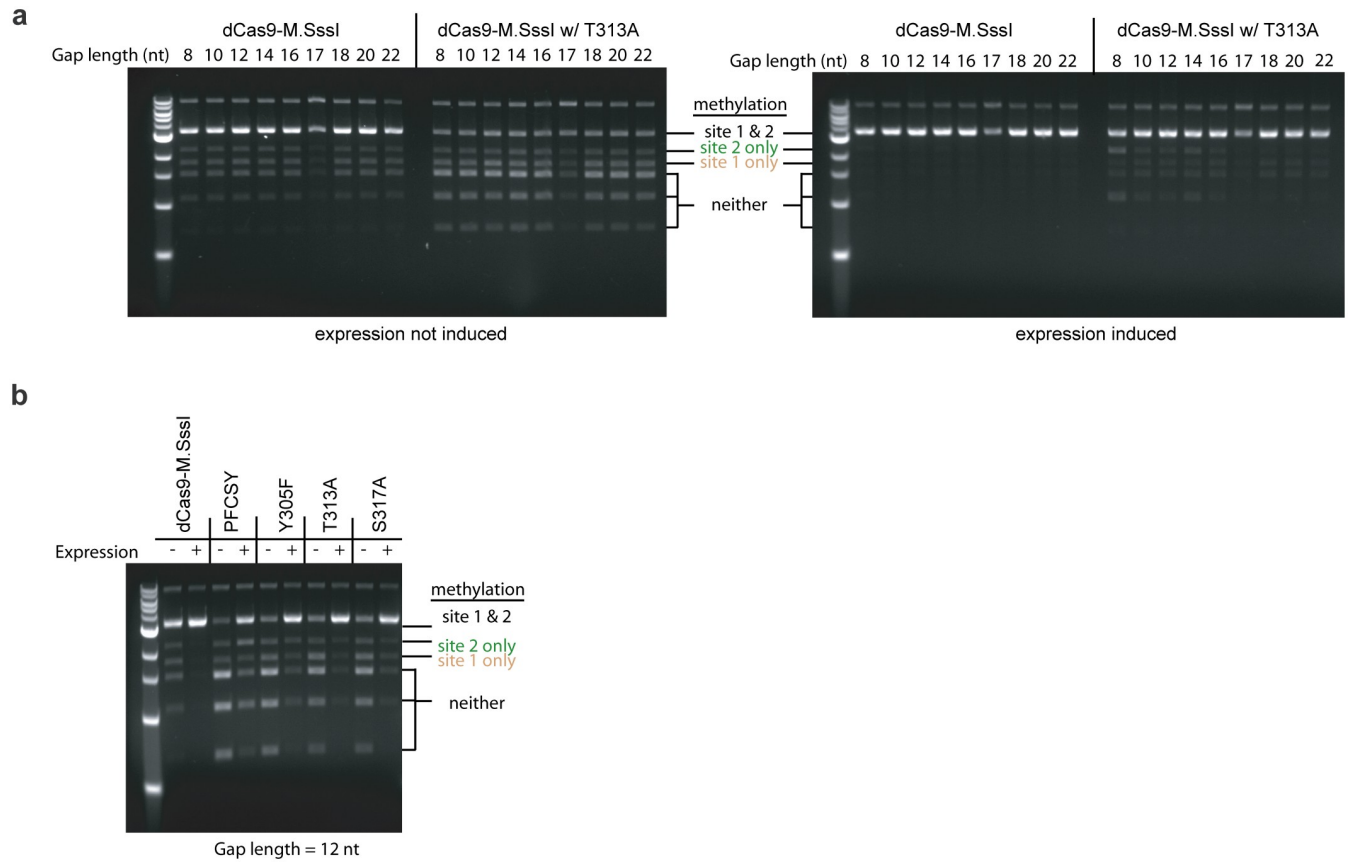 a
dCas9-M.SssI
dCas9-M.SssI w/ T313A
Gap length (nt) 8 10 12 14 16 17 18 20 22 8 10 12 14 16 17 18 20 22
dCas9-M.SssI
dCas9-M.SssI w/ T313A
Gap length (nt) 8 10 12 14 16 17 18 20 22 8 10 12 14 16 17 18 20 22
methylation
site 1 & 2
site 2 only
site 1 only
neither
expression not induced
expression induced
b
dCas9-M.SssI
PFCSY
Y305F
T313A
S317A
Expression - + - + - + - + - +
methylation
site 1 & 2
site 2 only
site 1 only
neither
Gap length = 12 nt